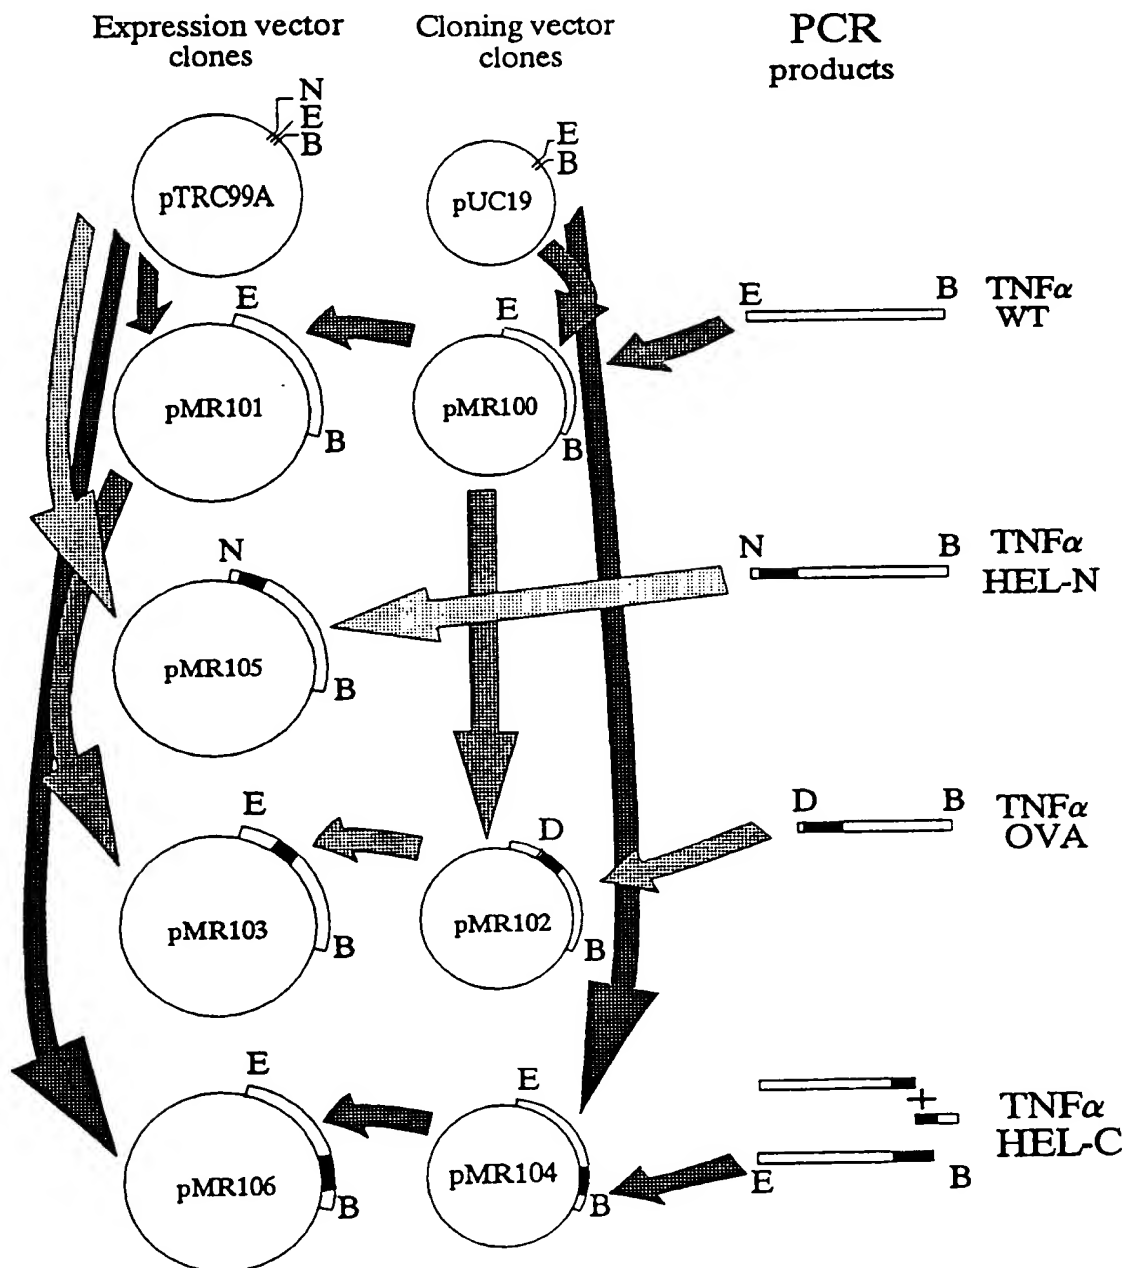 Expression vector
clones
Cloning vector
clones
PCR
products
N
E
B
pTRC99A
E
B
pUC19
E
B
TNFα
WT
E
pMR101
B
E
pMR100
B
N
B
TNFα
HEL-N
N
pMR105
B
D
B
TNFα
OVA
E
pMR103
B
D
pMR102
B
+
TNFα
HEL-C
E
B
E
pMR106
B
E
pMR104
B